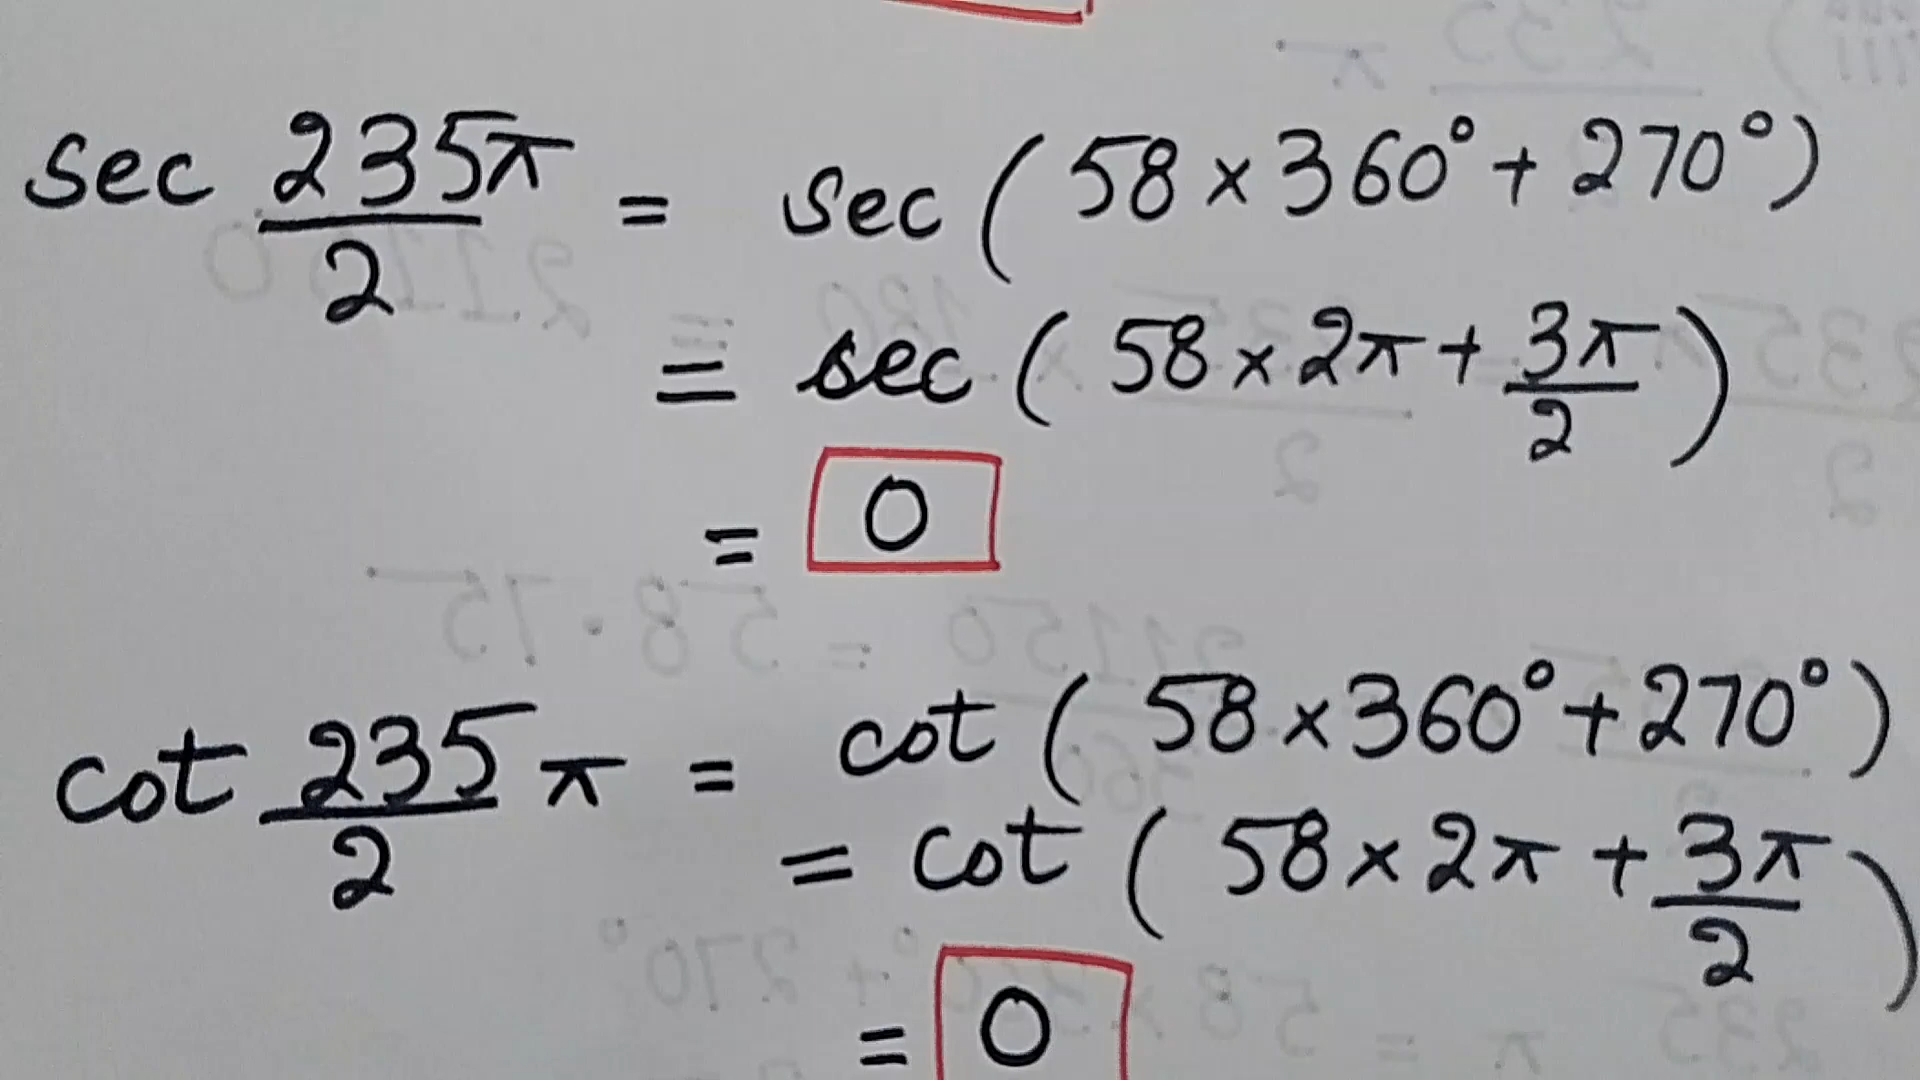 sec 235π/2 = sec ( 58 × 360° + 270° )
= sec ( 58 × 2π + 3π/2 )
= 0
cot 235/2 π = cot ( 58 × 360° + 270° )
= cot ( 58 × 2π + 3π/2 )
= 0